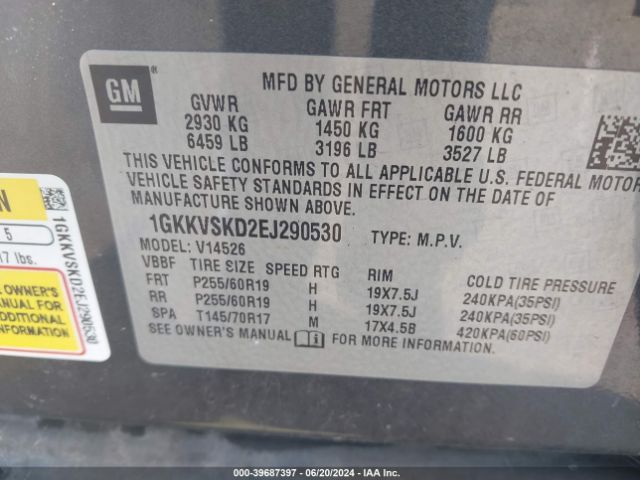 GM
MFD BY GENERAL MOTORS LLC
GVWR GAWR FRT GAWR RR
2930 KG 1450 KG 1600 KG
6459 LB 3196 LB 3527 LB
THIS VEHICLE CONFORMS TO ALL APPLICABLE U.S. FEDERAL MOTOR
VEHICLE SAFETY STANDARDS IN EFFECT ON THE DATE OF
MANUFACTURE SHOWN ABOVE.
1GKKVSKD2EJ290530 TYPE: M.P.V.
MODEL: V14526
VBBF TIRE SIZE SPEED RTG RIM COLD TIRE PRESSURE
FRT P255/60R19 H 19X7.5J 240KPA(35PSI)
RR P255/60R19 H 19X7.5J 240KPA(35PSI)
SPA T145/70R17 M 17X4.5B 420KPA(60PSI)
SEE OWNER'S MANUAL FOR MORE INFORMATION.
N
5
17 lbs.
OWNER'S
MANUAL FOR
ADDITIONAL
1GKKVSKD2EJ290530
000-39687397 - 06/20/2024 - IAA Inc.